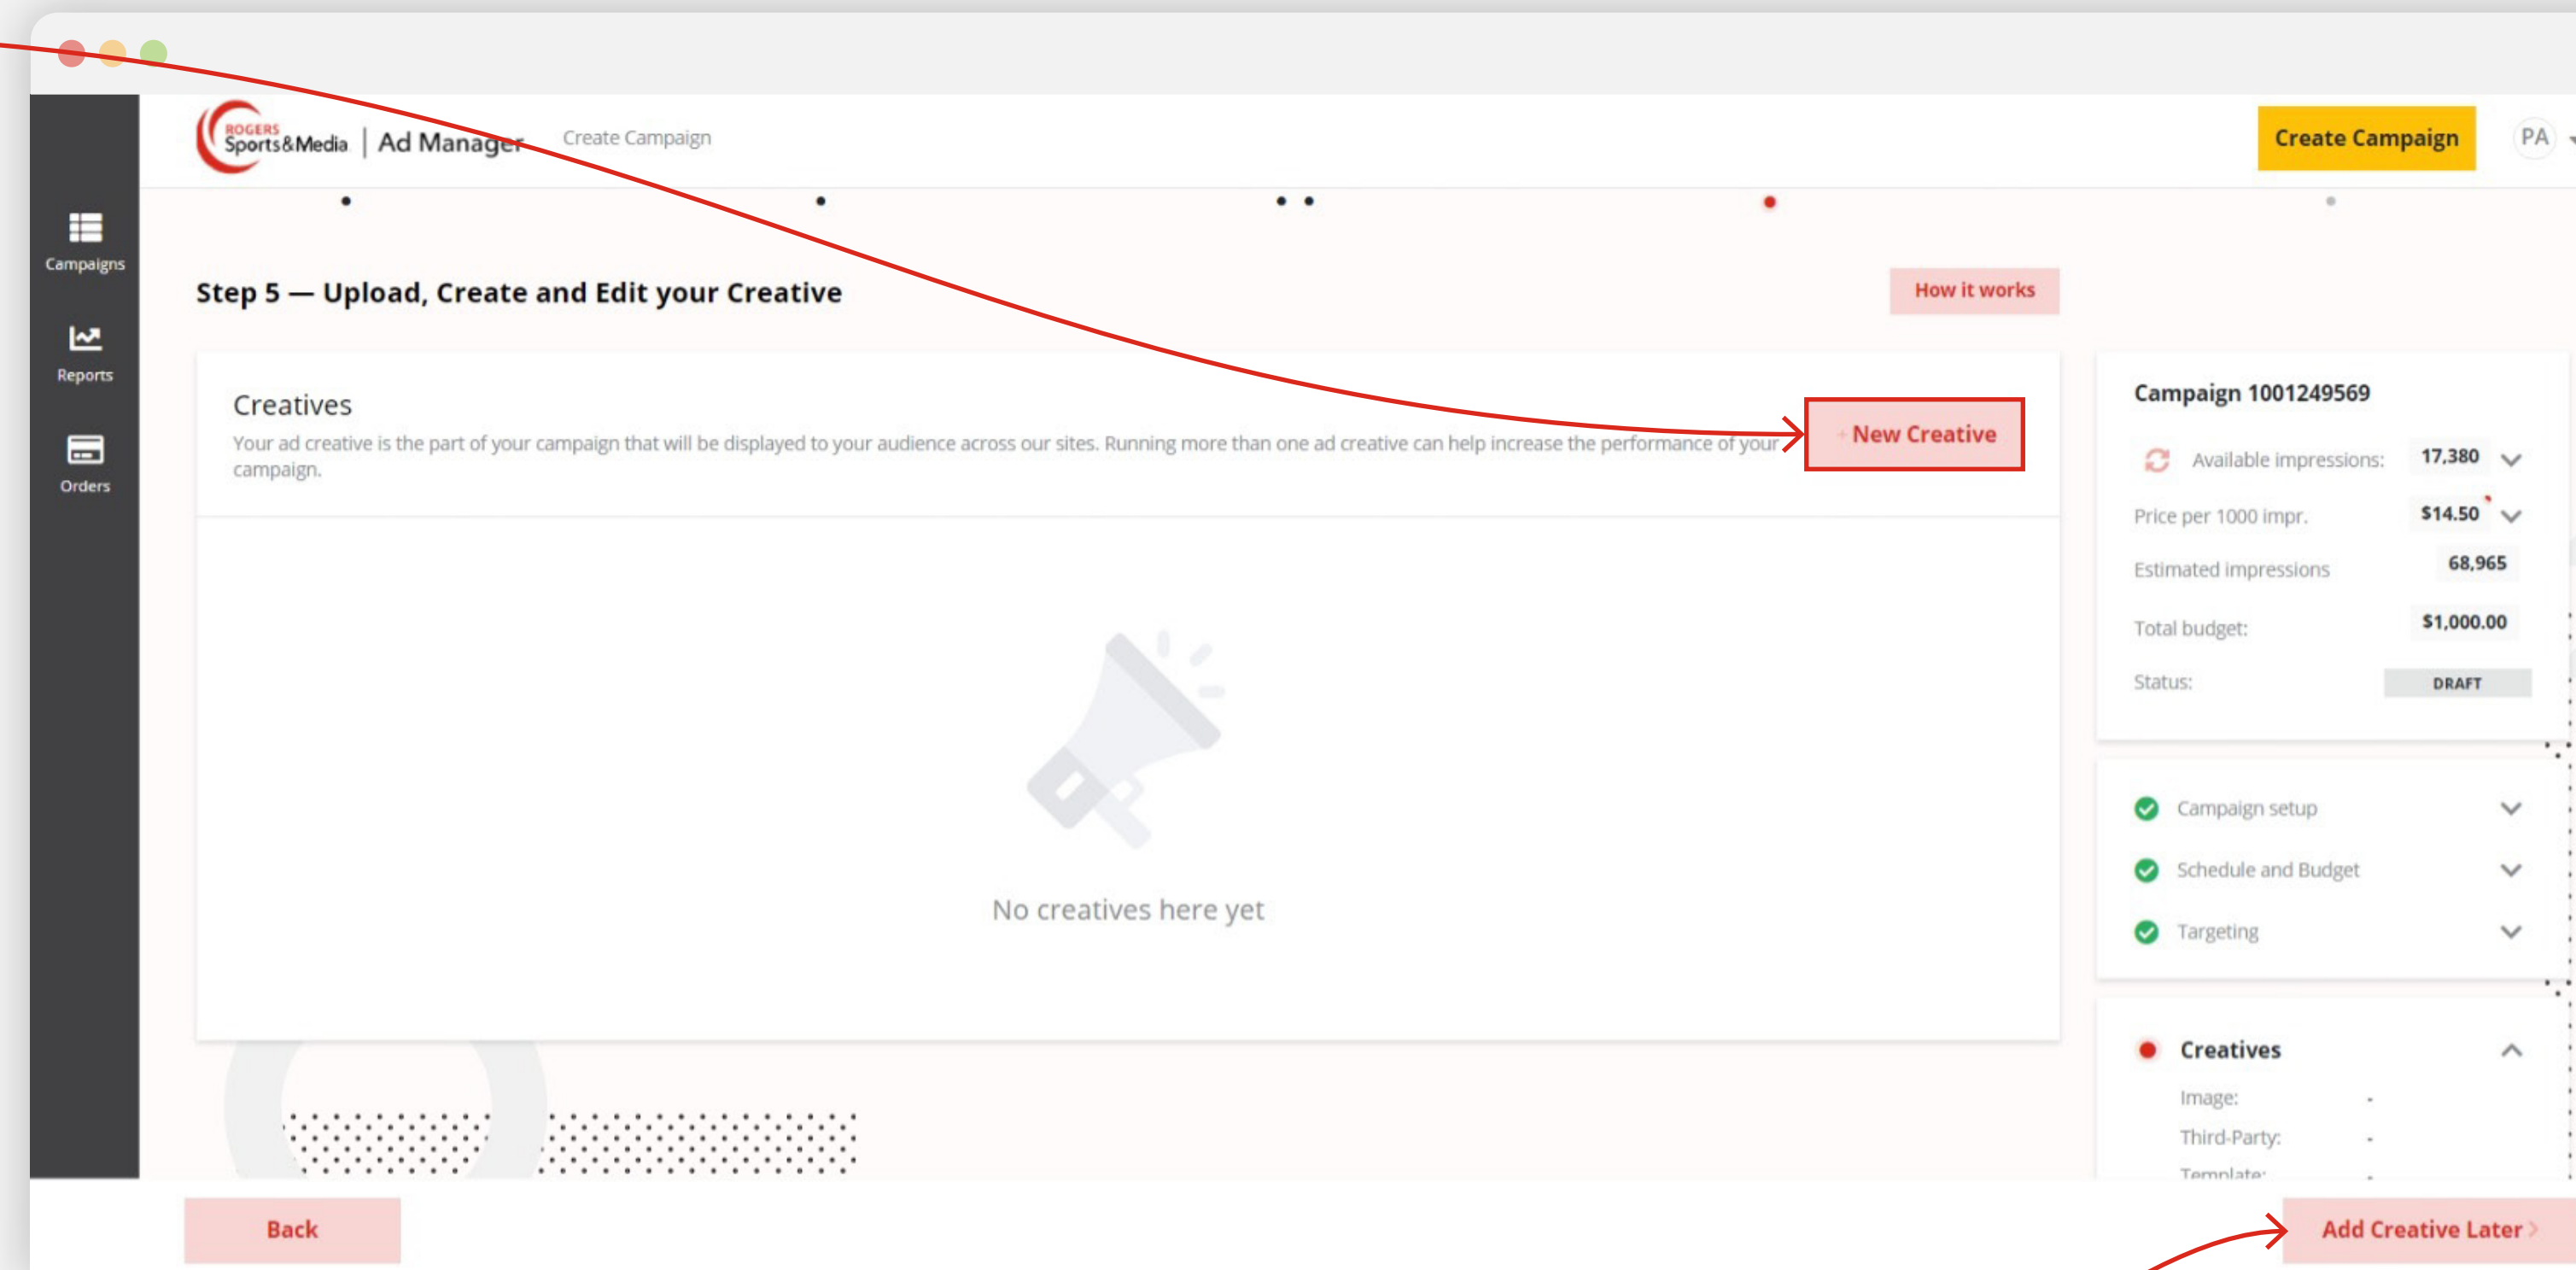 ROGERS
Sports&Media | Ad Manager
Create Campaign
Create Campaign
PA
Campaigns
Reports
Orders
Step 5 — Upload, Create and Edit your Creative
How it works
Creatives
Your ad creative is the part of your campaign that will be displayed to your audience across our sites. Running more than one ad creative can help increase the performance of your
campaign.
+ New Creative
No creatives here yet
Campaign 1001249569
Available impressions: 17,380
Price per 1000 impr. $14.50
Estimated impressions 68,965
Total budget: $1,000.00
Status: DRAFT
Campaign setup
Schedule and Budget
Targeting
Creatives
Image: -
Third-Party: -
Template: -
Back
Add Creative Later >